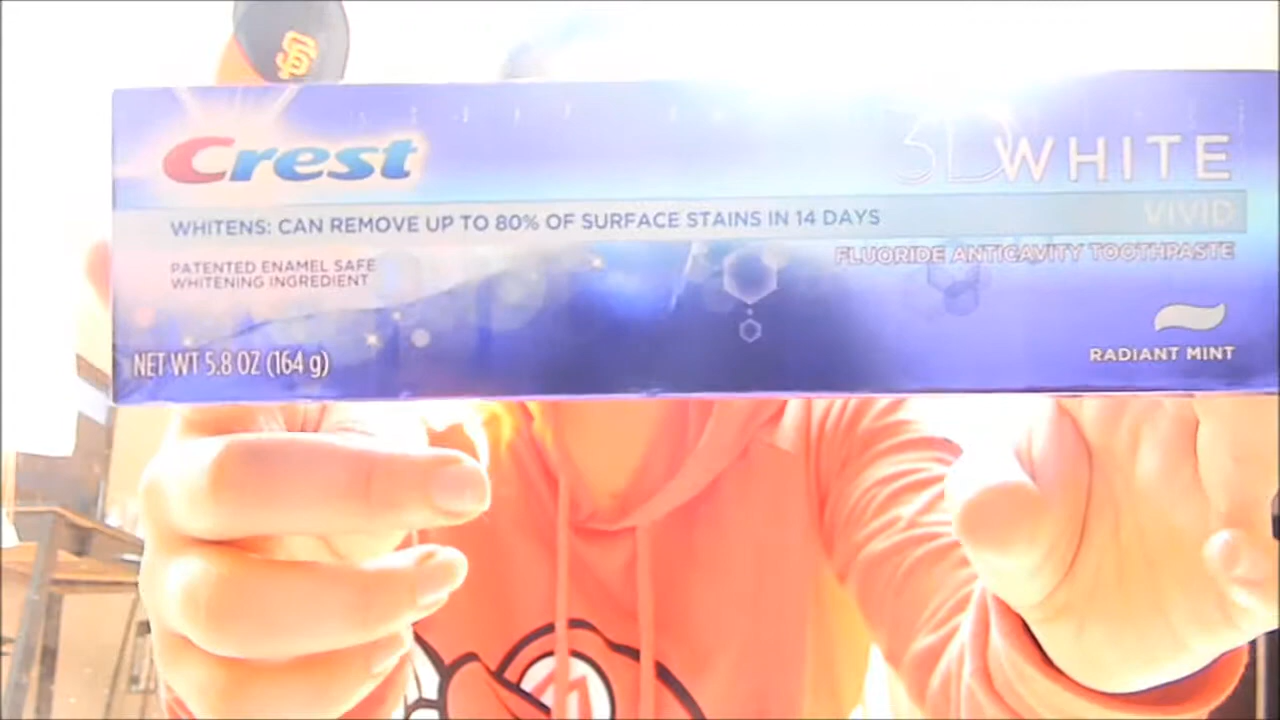 SF
Crest
3D WHITE
WHITENS: CAN REMOVE UP TO 80% OF SURFACE STAINS IN 14 DAYS
VIVID
FLUORIDE ANTICAVITY TOOTHPASTE
PATENTED ENAMEL SAFE
WHITENING INGREDIENT
NET WT 5.8 OZ (164 g)
RADIANT MINT